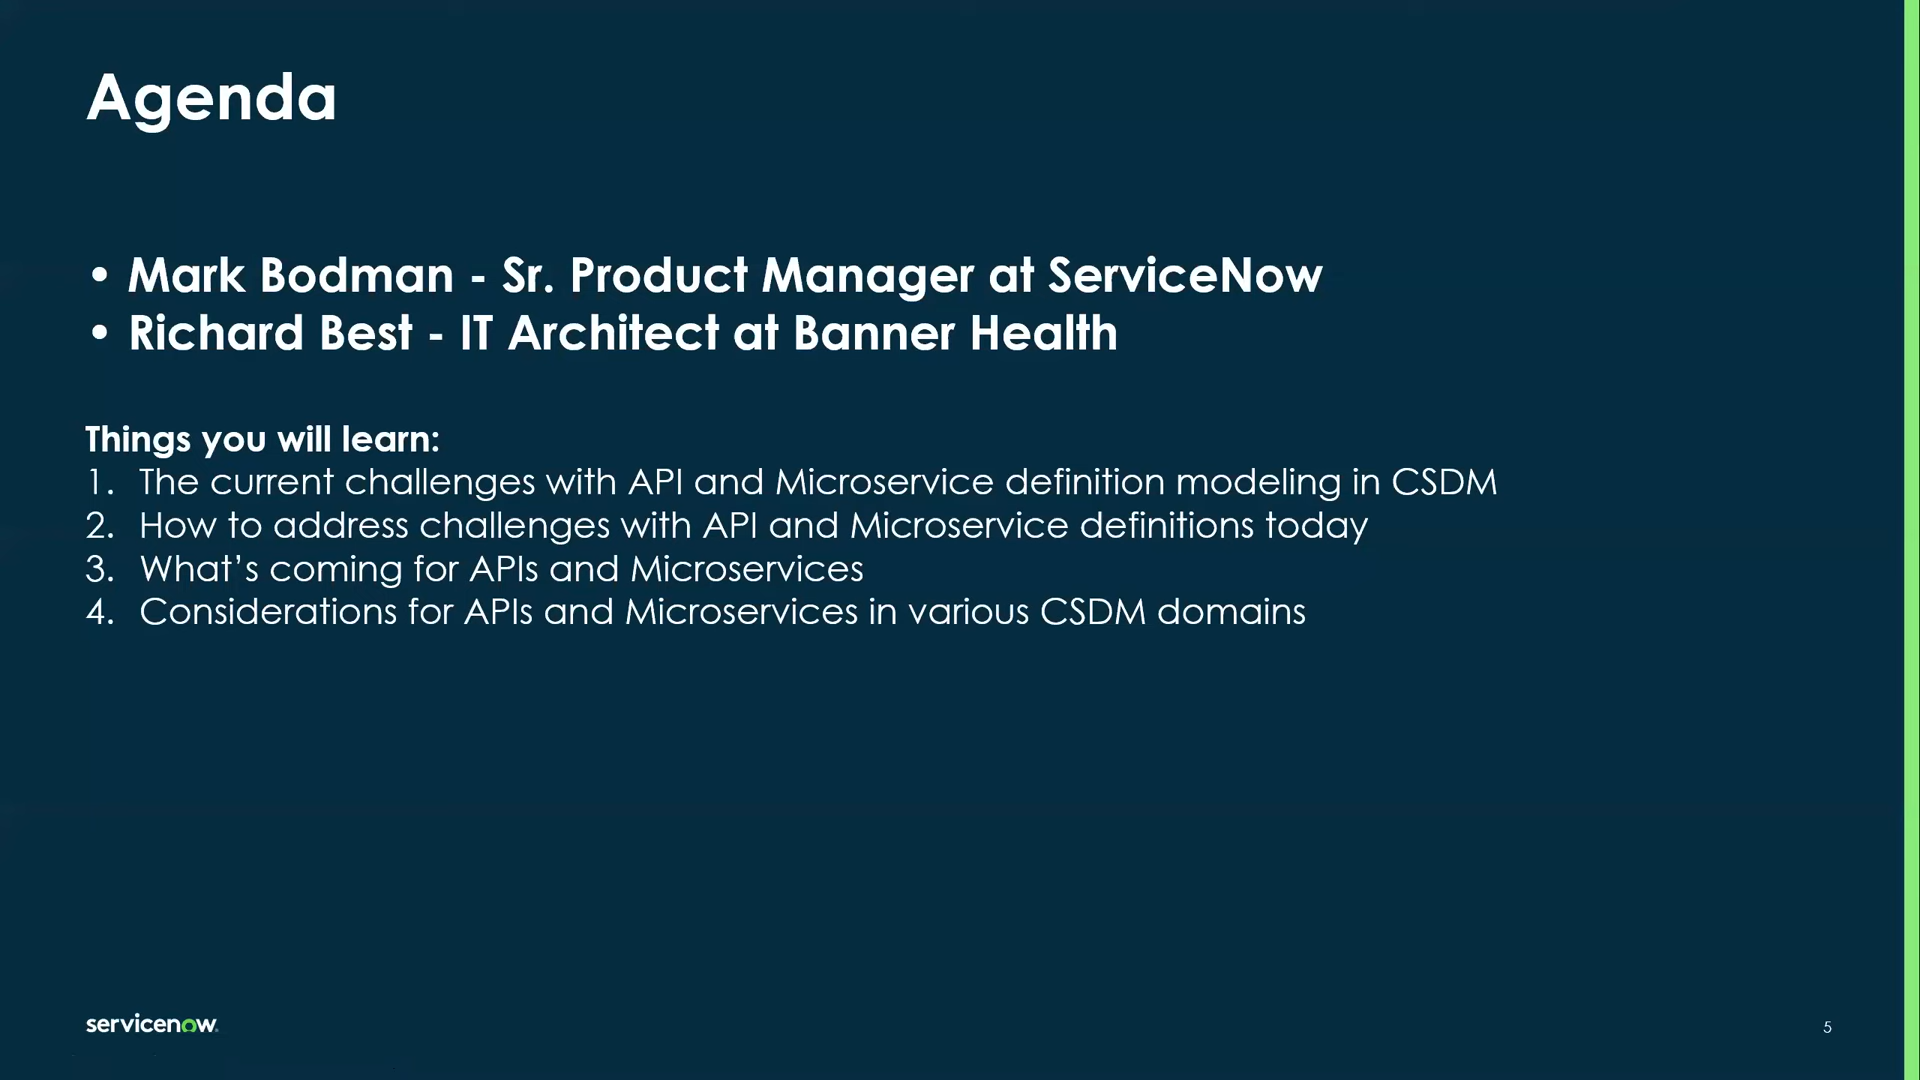 Agenda
• Mark Bodman - Sr. Product Manager at ServiceNow
• Richard Best - IT Architect at Banner Health
Things you will learn:
1. The current challenges with API and Microservice definition modeling in CSDM
2. How to address challenges with API and Microservice definitions today
3. What’s coming for APIs and Microservices
4. Considerations for APIs and Microservices in various CSDM domains
servicenow
5